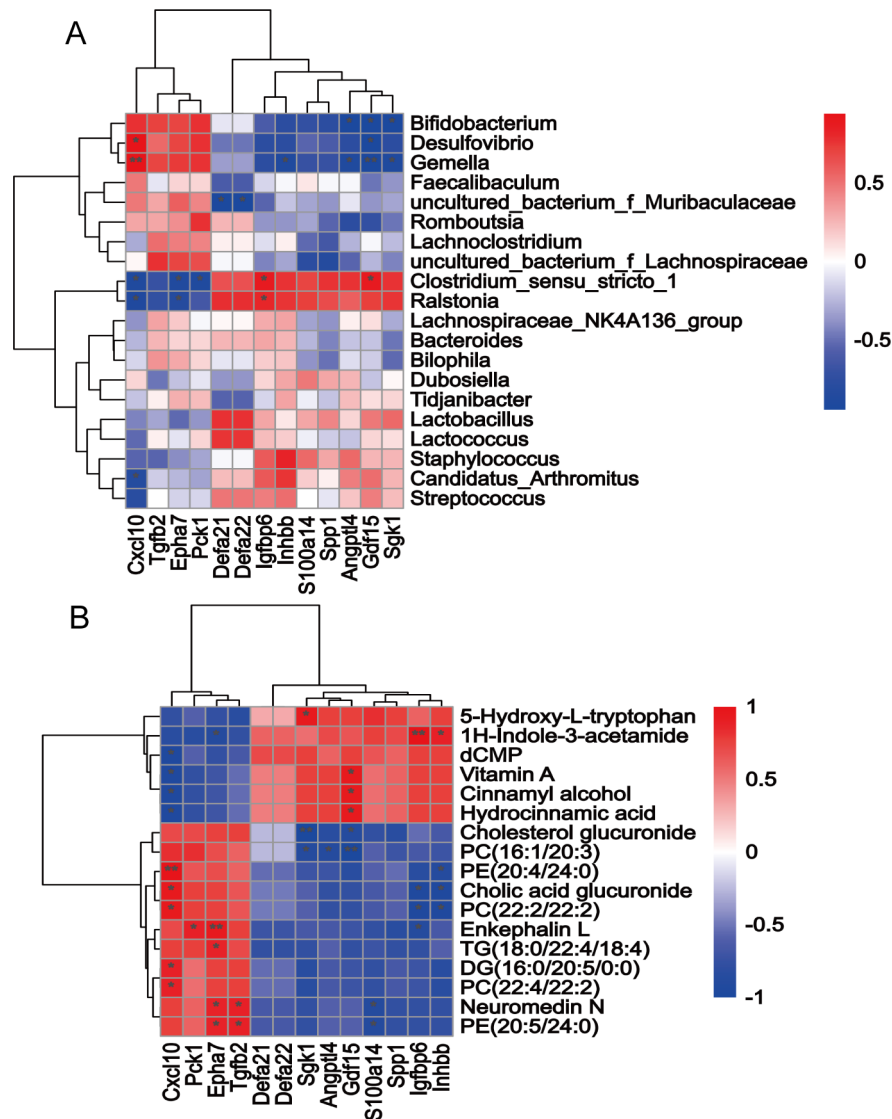 A
Bifidobacterium
Desulfovibrio
Gemella
Faecalibaculum
uncultured_bacterium_f_Muribaculaceae
Romboutsia
Lachnoclostridium
uncultured_bacterium_f_Lachnospiraceae
Clostridium_sensu_stricto_1
Ralstonia
Lachnospiraceae_NK4A136_group
Bacteroides
Bilophila
Dubosiella
Tidjanibacter
Lactobacillus
Lactococcus
Staphylococcus
Candidatus_Arthromitus
Streptococcus
Cxcl10
Tgfb2
Epha7
Pck1
Defa21
Defa22
Igfbp6
Inhbb
S100a14
Spp1
Angptl4
Gdf15
Sgk1
0.5
0
-0.5
B
5-Hydroxy-L-tryptophan
1H-Indole-3-acetamide
dCMP
Vitamin A
Cinnamyl alcohol
Hydrocinnamic acid
Cholesterol glucuronide
PC(16:1/20:3)
PE(20:4/24:0)
Cholic acid glucuronide
PC(22:2/22:2)
Enkephalin L
TG(18:0/22:4/18:4)
DG(16:0/20:5/0:0)
PC(22:4/22:2)
Neuromedin N
PE(20:5/24:0)
Cxcl10
Pck1
Epha7
Tgfb2
Defa21
Defa22
Sgk1
Angptl4
Gdf15
S100a14
Spp1
Igfbp6
Inhbb
1
0.5
0
-0.5
-1